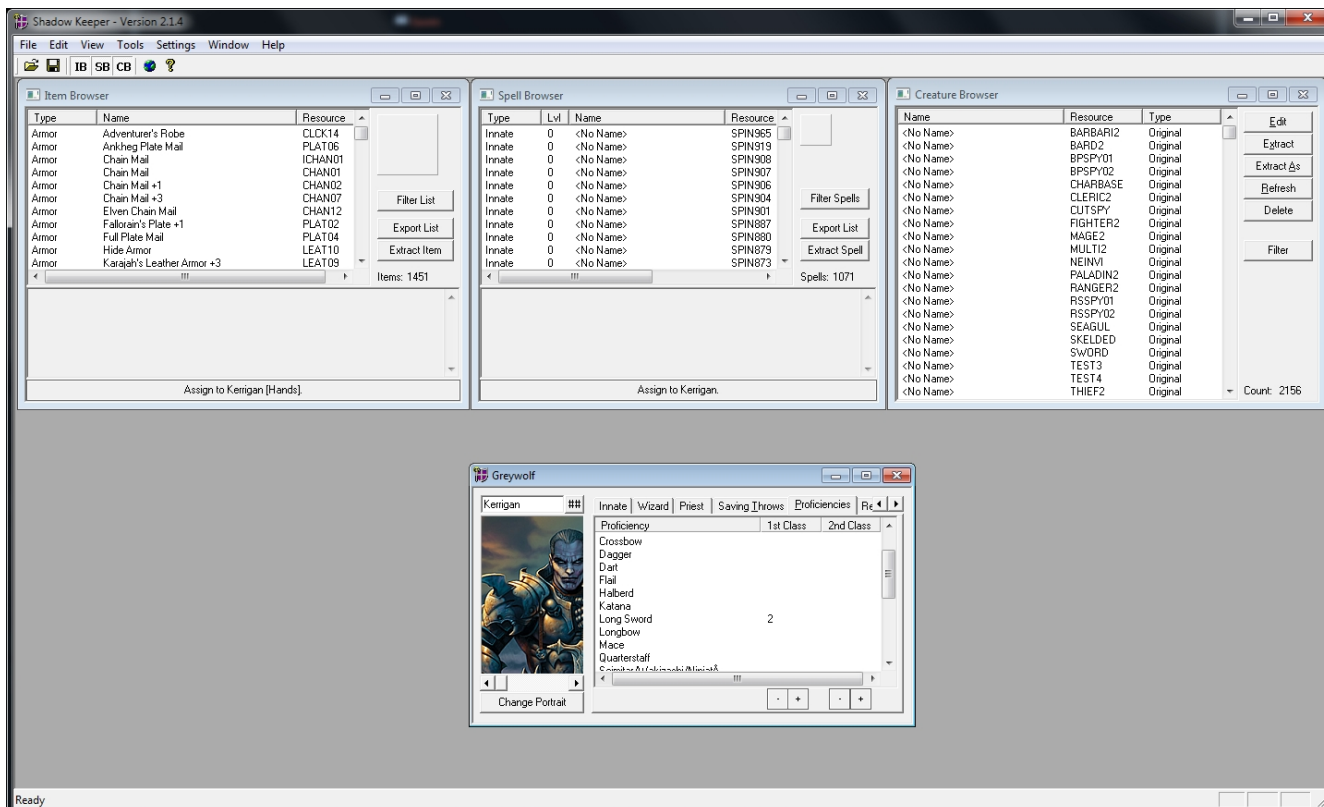 Shadow Keeper - Version 2.1.4
File Edit View Tools Settings Window Help
IB SB CB
Item Browser
Type Name Resource
Armor Adventurer's Robe CLCK14
Armor Ankheg Plate Mail PLAT06
Armor Chain Mail ICHAN01
Armor Chain Mail CHAN01
Armor Chain Mail +1 CHAN02
Armor Chain Mail +3 CHAN07
Armor Elven Chain Mail CHAN12
Armor Fallorain's Plate +1 PLAT02
Armor Full Plate Mail PLAT04
Armor Hide Armor LEAT10
Armor Karajah's Leather Armor +3 LEAT09
Filter List
Export List
Extract Item
Items: 1451
Assign to Kerrigan [Hands].
Spell Browser
Type Lvl Name Resource
Innate 0 <No Name> SPIN965
Innate 0 <No Name> SPIN919
Innate 0 <No Name> SPIN908
Innate 0 <No Name> SPIN907
Innate 0 <No Name> SPIN906
Innate 0 <No Name> SPIN904
Innate 0 <No Name> SPIN901
Innate 0 <No Name> SPIN887
Innate 0 <No Name> SPIN880
Innate 0 <No Name> SPIN879
Innate 0 <No Name> SPIN873
Filter Spells
Export List
Extract Spell
Spells: 1071
Assign to Kerrigan.
Creature Browser
Name Resource Type
<No Name> BARBARI2 Original
<No Name> BARD2 Original
<No Name> BPSPY01 Original
<No Name> BPSPY02 Original
<No Name> CHARBASE Original
<No Name> CLERIC2 Original
<No Name> CUTSPY Original
<No Name> FIGHTER2 Original
<No Name> MAGE2 Original
<No Name> MULTI2 Original
<No Name> NEINVI Original
<No Name> PALADIN2 Original
<No Name> RANGER2 Original
<No Name> RSSPY01 Original
<No Name> RSSPY02 Original
<No Name> SEAGUL Original
<No Name> SKELDED Original
<No Name> SWORD Original
<No Name> TEST3 Original
<No Name> TEST4 Original
<No Name> THIEF2 Original
Edit
Extract
Extract As
Refresh
Delete
Filter
Count: 2156
Greywolf
Kerrigan ##
Change Portrait
Innate Wizard Priest Saving Throws Proficiencies
Proficiency 1st Class 2nd Class
Crossbow
Dagger
Dart
Flail
Halberd
Katana
Long Sword 2
Longbow
Mace
Quarterstaff
- + - +
Ready